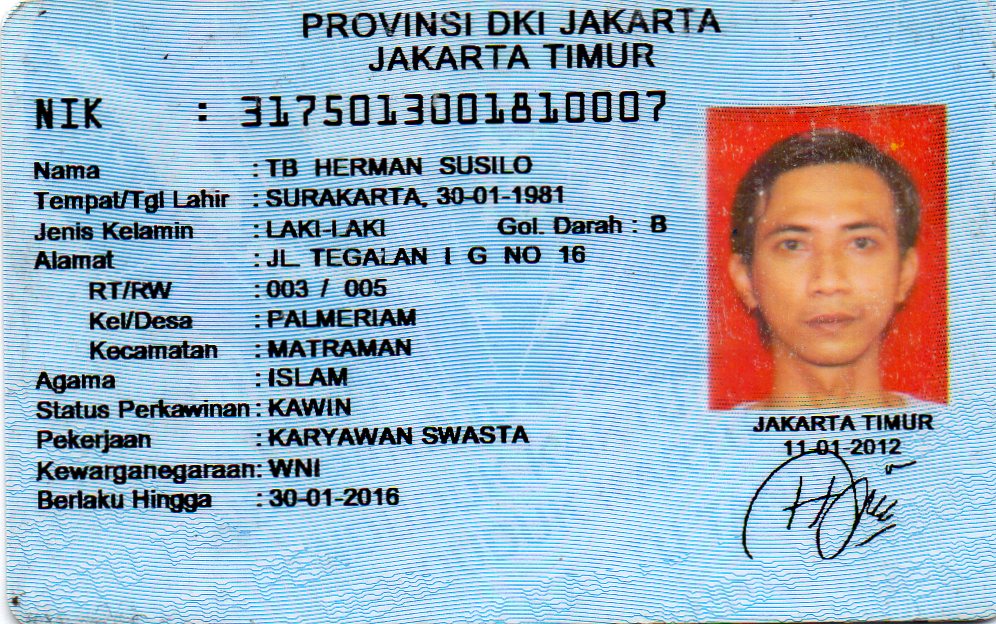 PROVINSI DKI JAKARTA
JAKARTA TIMUR
NIK : 3175013001810007
Nama : TB HERMAN SUSILO
Tempat/Tgl Lahir : SURAKARTA, 30-01-1981
Jenis Kelamin : LAKI-LAKI Gol. Darah : B
Alamat : JL. TEGALAN I G NO 16
RT/RW : 003 / 005
Kel/Desa : PALMERIAM
Kecamatan : MATRAMAN
Agama : ISLAM
Status Perkawinan : KAWIN
Pekerjaan : KARYAWAN SWASTA
Kewarganegaraan: WNI
Berlaku Hingga : 30-01-2016
JAKARTA TIMUR
11-01-2012